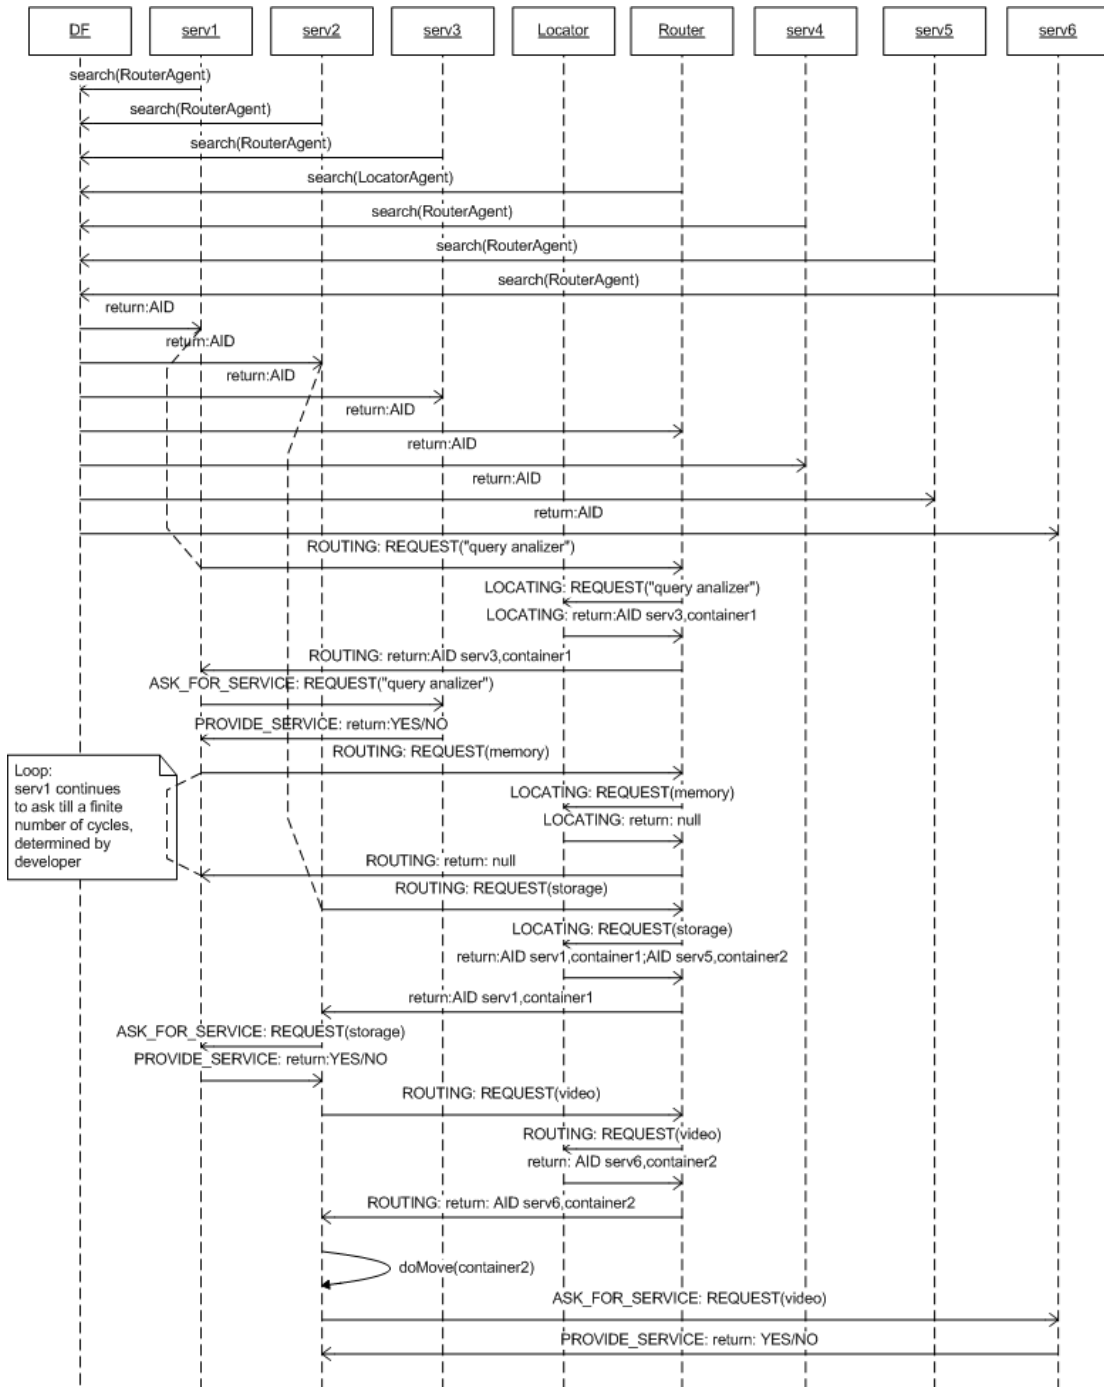 DF
serv1
serv2
serv3
Locator
Router
serv4
serv5
serv6
search(RouterAgent)
search(RouterAgent)
search(RouterAgent)
search(LocatorAgent)
search(RouterAgent)
search(RouterAgent)
search(RouterAgent)
return:AID
return:AID
return:AID
return:AID
return:AID
return:AID
return:AID
ROUTING: REQUEST("query analizer")
LOCATING: REQUEST("query analizer")
LOCATING: return:AID serv3,container1
ROUTING: return:AID serv3,container1
ASK_FOR_SERVICE: REQUEST("query analizer")
PROVIDE_SERVICE: return:YES/NO
ROUTING: REQUEST(memory)
Loop:
serv1 continues
to ask till a finite
number of cycles,
determined by
developer
LOCATING: REQUEST(memory)
LOCATING: return: null
ROUTING: return: null
ROUTING: REQUEST(storage)
LOCATING: REQUEST(storage)
return:AID serv1,container1;AID serv5,container2
return:AID serv1,container1
ASK_FOR_SERVICE: REQUEST(storage)
PROVIDE_SERVICE: return:YES/NO
ROUTING: REQUEST(video)
ROUTING: REQUEST(video)
return: AID serv6,container2
ROUTING: return: AID serv6,container2
doMove(container2)
ASK_FOR_SERVICE: REQUEST(video)
PROVIDE_SERVICE: return: YES/NO